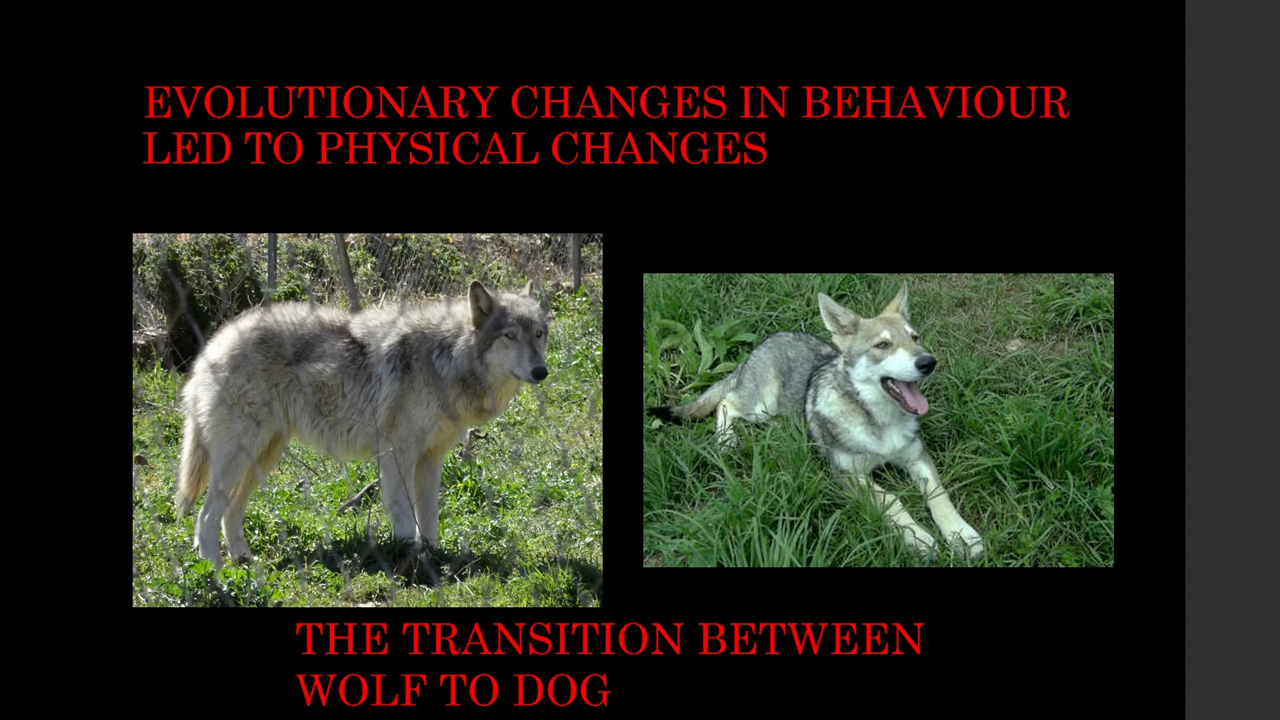 EVOLUTIONARY CHANGES IN BEHAVIOUR
LED TO PHYSICAL CHANGES
THE TRANSITION BETWEEN
WOLF TO DOG